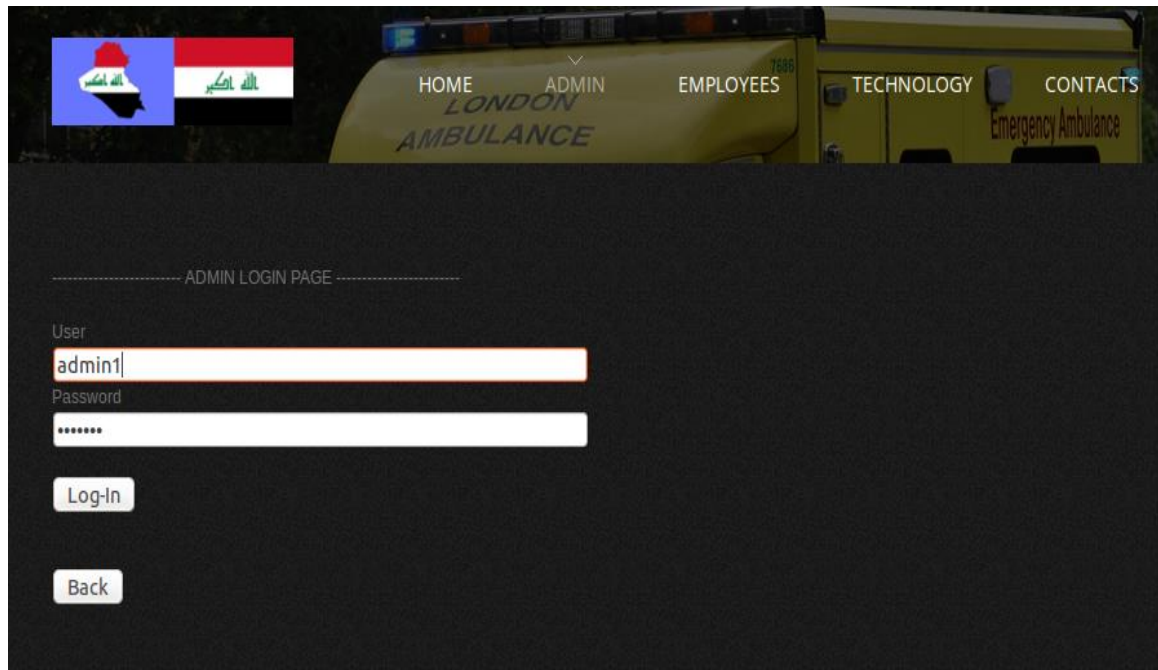 الله اكبر
الله اكبر
HOME ADMIN EMPLOYEES TECHNOLOGY CONTACTS
7686
LONDON
AMBULANCE
Emergency Ambulance
------------------------- ADMIN LOGIN PAGE ------------------------
User
admin1
Password
•••••••
Log-In
Back